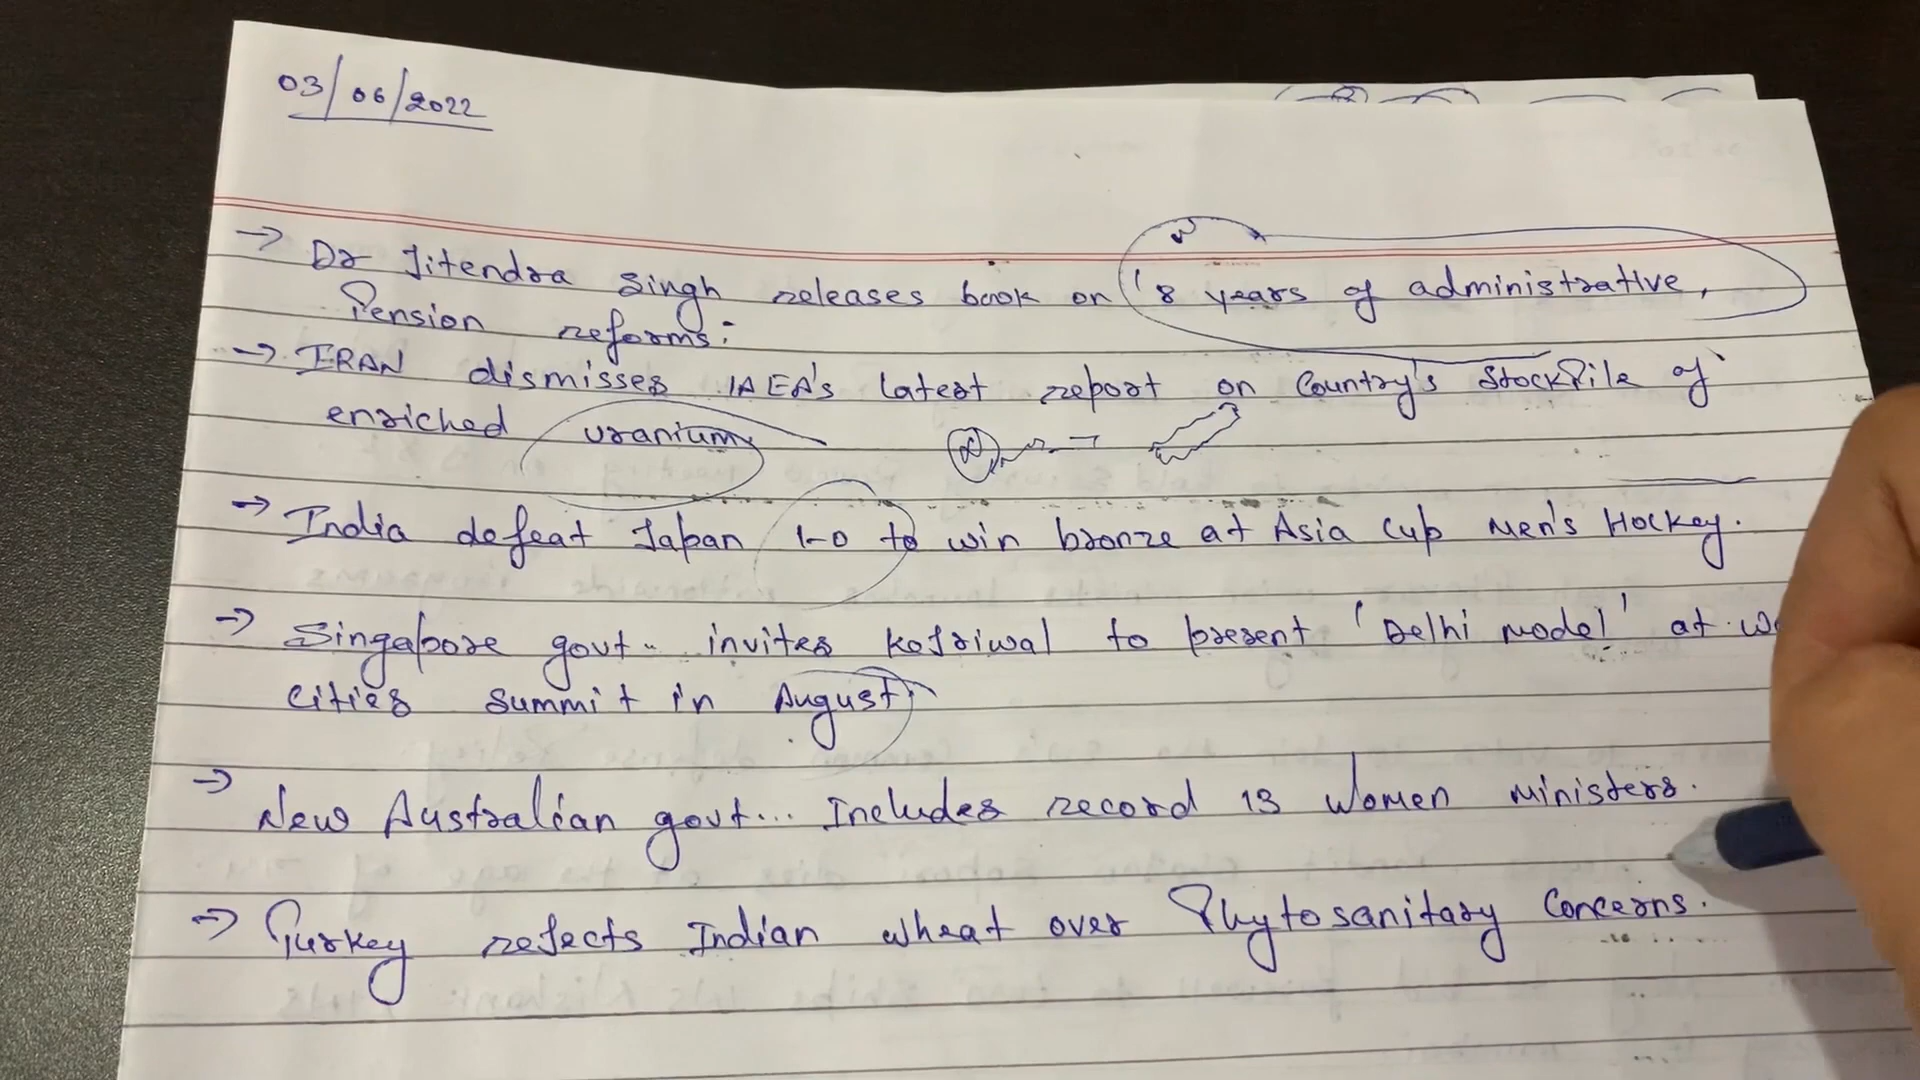 03/06/2022
→ Dr Jitendra Singh releases book on '8 years of administrative,
Pension reforms:
→ IRAN dismisses IAEA's latest report on Country's StockPile of
enriched uranium
→ India defeat Japan 1-0 to win bronze at Asia Cup Men's Hockey.
→ Singapore govt.. invites Kejriwal to present 'Delhi model' at
cities summit in August
→ New Australian govt... Includes record 13 women ministers.
→ Turkey rejects Indian wheat over Phytosanitary Concerns.